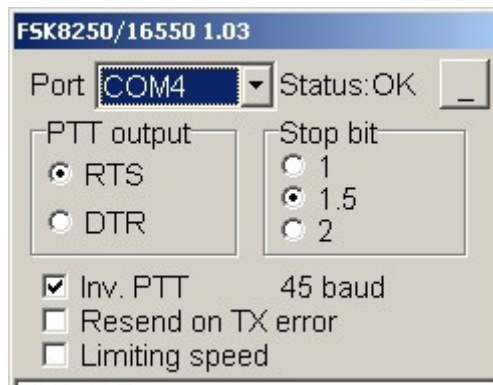 FSK8250/16550 1.03
Port COM4 Status:OK _
PTT output Stop bit
RTS
DTR
1
1.5
2
Inv. PTT 45 baud
Resend on TX error
Limiting speed